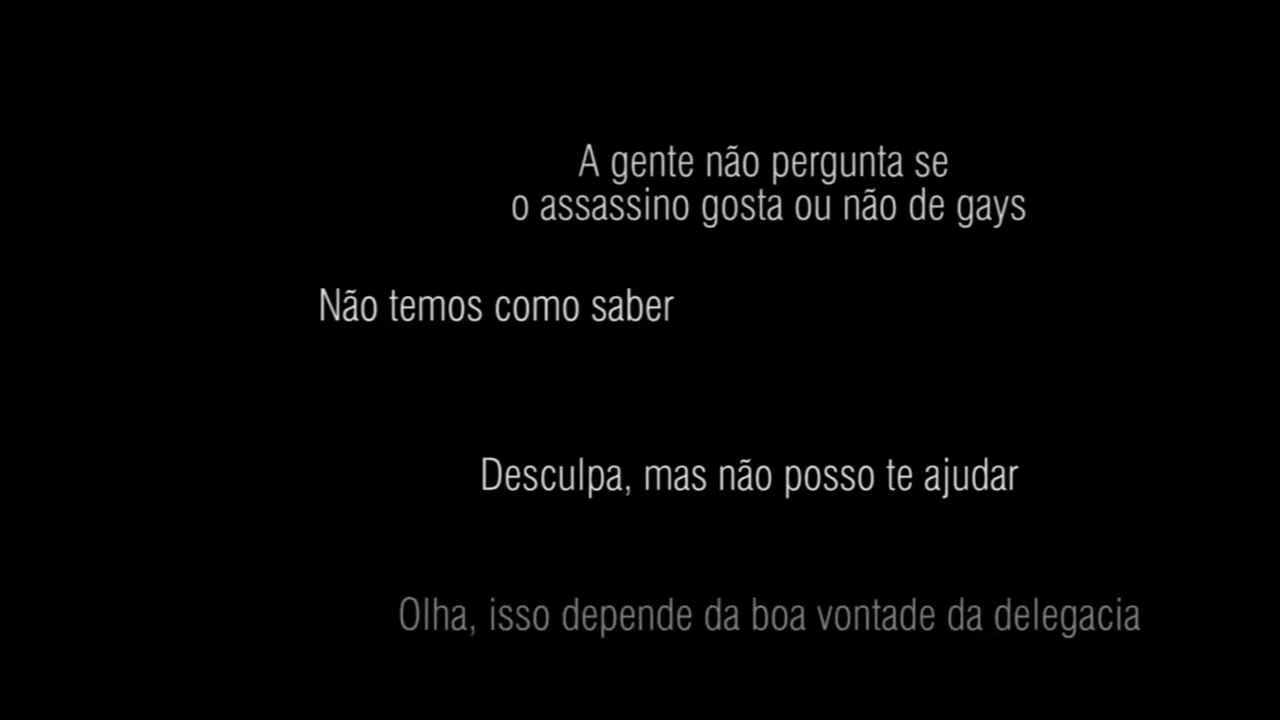 A gente não pergunta se
o assassino gosta ou não de gays
Não temos como saber
Desculpa, mas não posso te ajudar
Olha, isso depende da boa vontade da delegacia